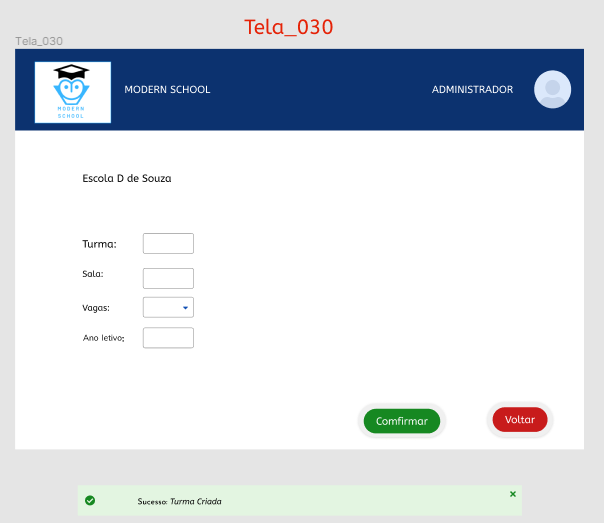 Tela_030
Tela_030
MODERN
SCHOOL
MODERN SCHOOL
ADMINISTRADOR
Escola D de Souza
Turma:
Sala:
Vagas:
Ano letivo:
Comfirmar
Voltar
Sucesso: Turma Criada
×